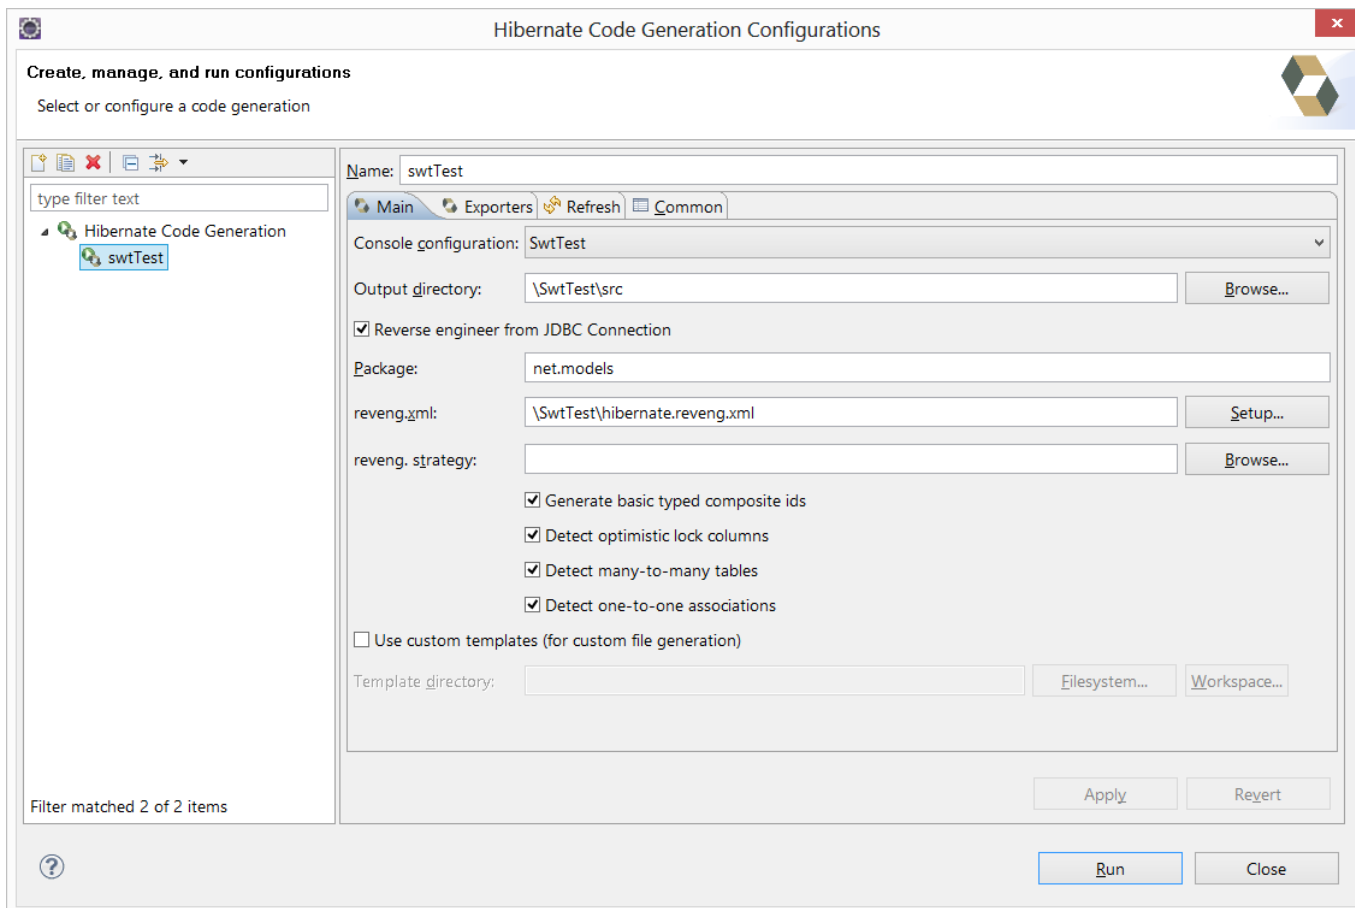 Hibernate Code Generation Configurations
Create, manage, and run configurations
Select or configure a code generation
type filter text
Hibernate Code Generation
swtTest
Filter matched 2 of 2 items
Name: swtTest
Main Exporters Refresh Common
Console configuration: SwtTest
Output directory: \SwtTest\src Browse...
Reverse engineer from JDBC Connection
Package: net.models
reveng.xml: \SwtTest\hibernate.reveng.xml Setup...
reveng. strategy: Browse...
Generate basic typed composite ids
Detect optimistic lock columns
Detect many-to-many tables
Detect one-to-one associations
Use custom templates (for custom file generation)
Template directory: Filesystem... Workspace...
Apply Revert
Run Close